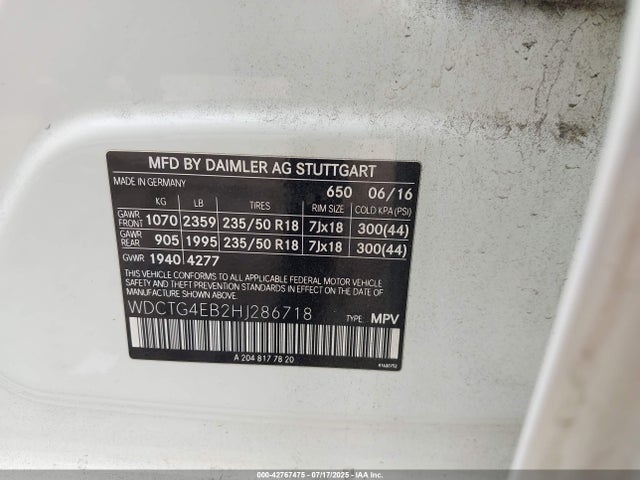 MFD BY DAIMLER AG STUTTGART
MADE IN GERMANY 650 06/16
KG LB TIRES RIM SIZE COLD KPA (PSI)
GAWR FRONT 1070 2359 235/50 R18 7Jx18 300(44)
GAWR REAR 905 1995 235/50 R18 7Jx18 300(44)
GVWR 1940 4277
THIS VEHICLE CONFORMS TO ALL APPLICABLE FEDERAL MOTOR VEHICLE
SAFETY AND THEFT PREVENTION STANDARDS IN EFFECT ON THE DATE OF
MANUFACTURE SHOWN ABOVE.
WDCTG4EB2HJ286718 TYPE: MPV
A 204 817 78 20
000-42767475 - 07/17/2025 - IAA Inc.